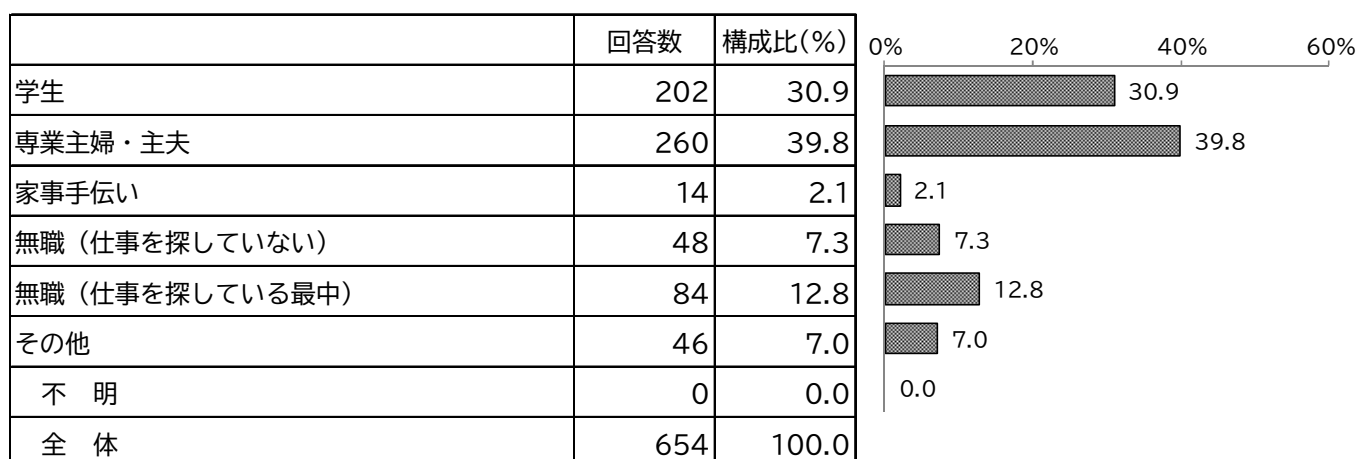 回答数 構成比(%) 0% 20% 40% 60%
学生 202 30.9 30.9
専業主婦・主夫 260 39.8 39.8
家事手伝い 14 2.1 2.1
無職（仕事を探していない） 48 7.3 7.3
無職（仕事を探している最中） 84 12.8 12.8
その他 46 7.0 7.0
不　明 0 0.0 0.0
全　体 654 100.0